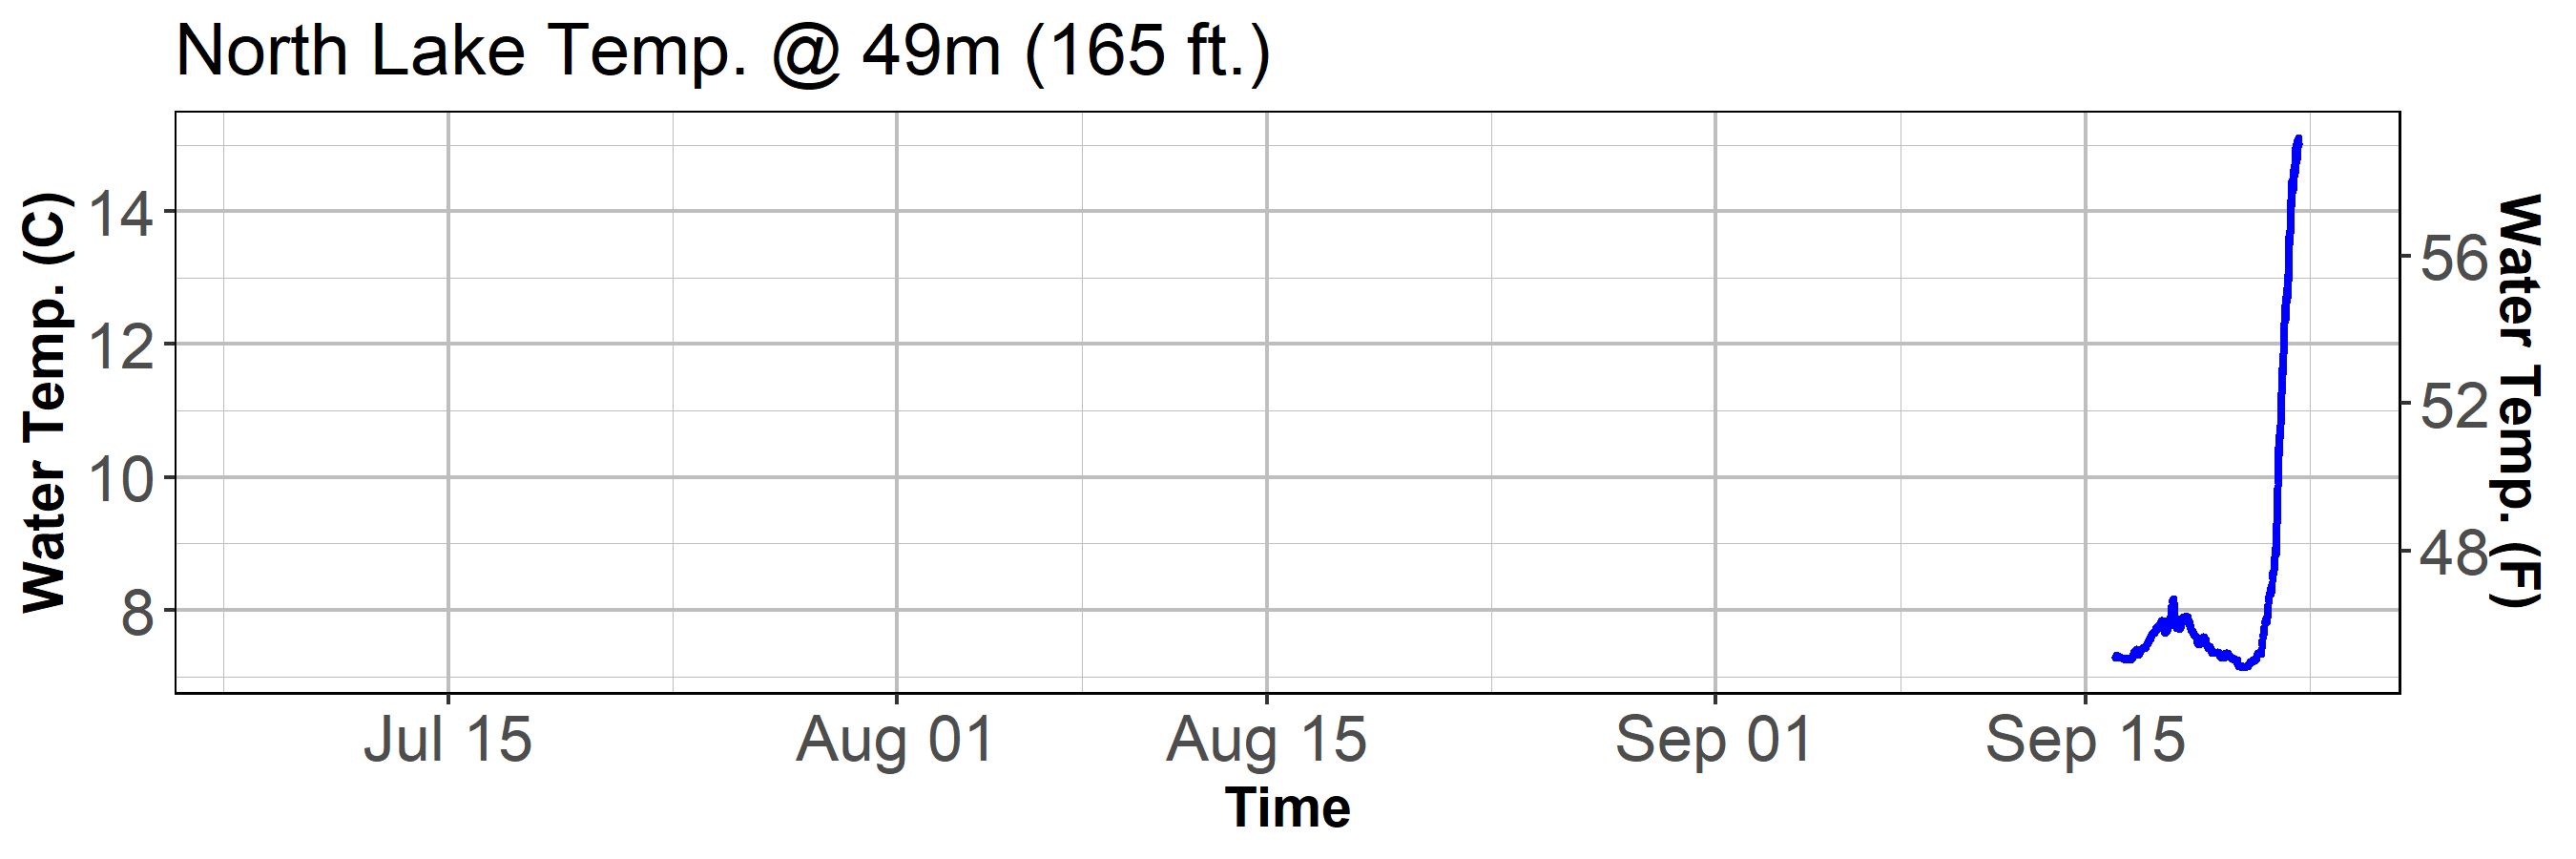 North Lake Temp. @ 49m (165 ft.)
Water Temp. (C)
14
12
10
8
56
52
48
Water Temp. (F)
Jul 15 Aug 01 Aug 15 Sep 01 Sep 15
Time